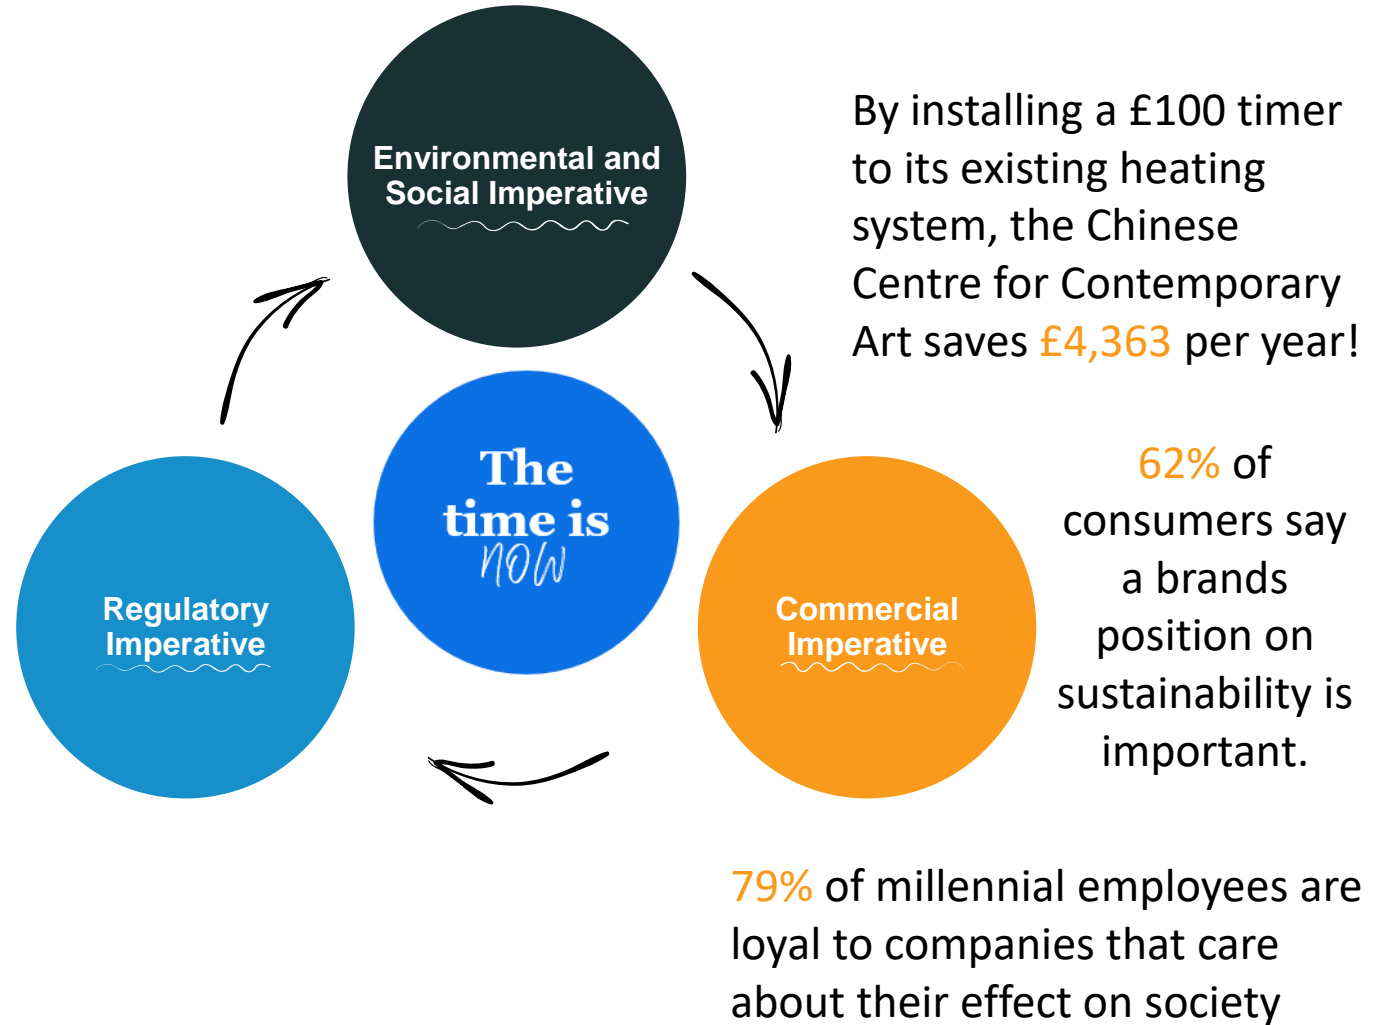 Environmental and
Social Imperative
By installing a £100 timer
to its existing heating
system, the Chinese
Centre for Contemporary
Art saves £4,363 per year!
The
time is
NOW
Regulatory
Imperative
Commercial
Imperative
62% of
consumers say
a brands
position on
sustainability is
important.
79% of millennial employees are
loyal to companies that care
about their effect on society